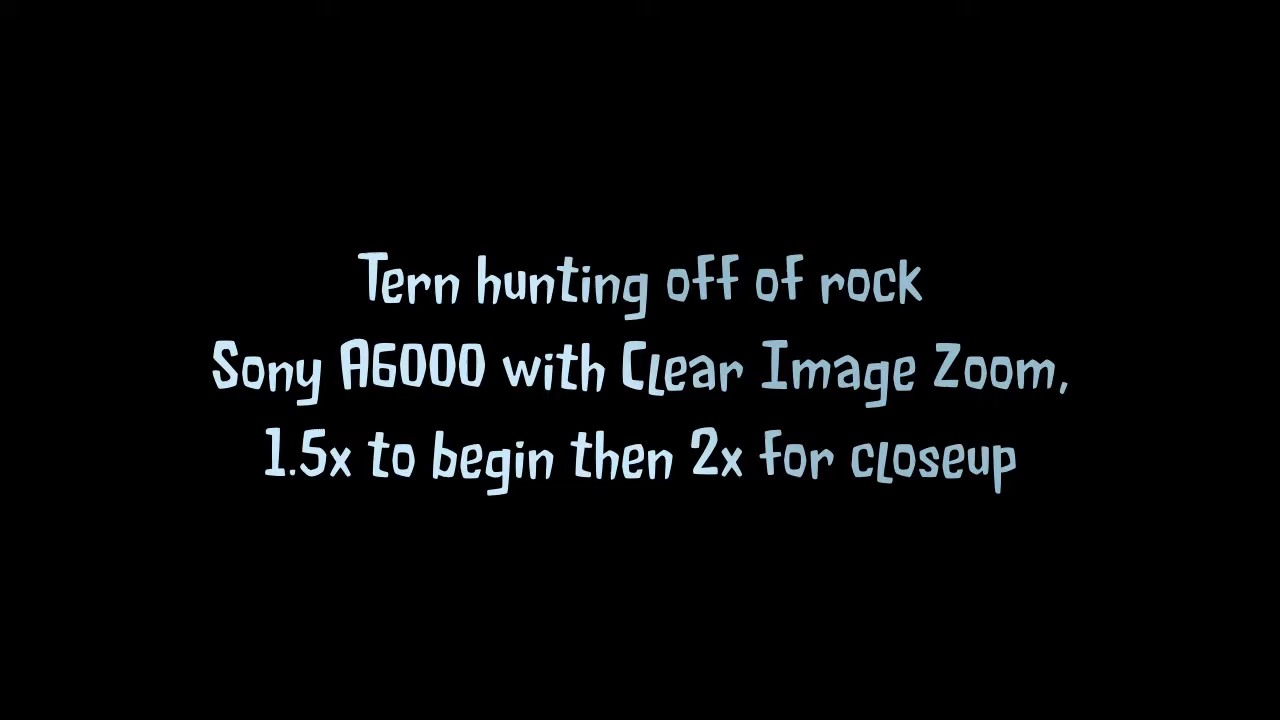 Tern hunting off of rock
Sony A6000 with Clear Image Zoom,
1.5x to begin then 2x for closeup